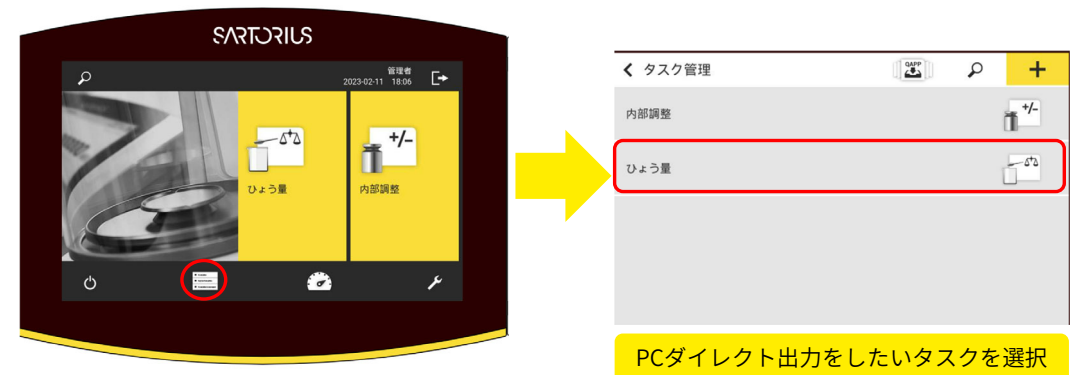 SARTORIUS
管理者
2023-02-11 18:06
+/-
ひょう量
内部調整
タスク管理
QAPP
+
内部調整
+/-
ひょう量
PCダイレクト出力をしたいタスクを選択